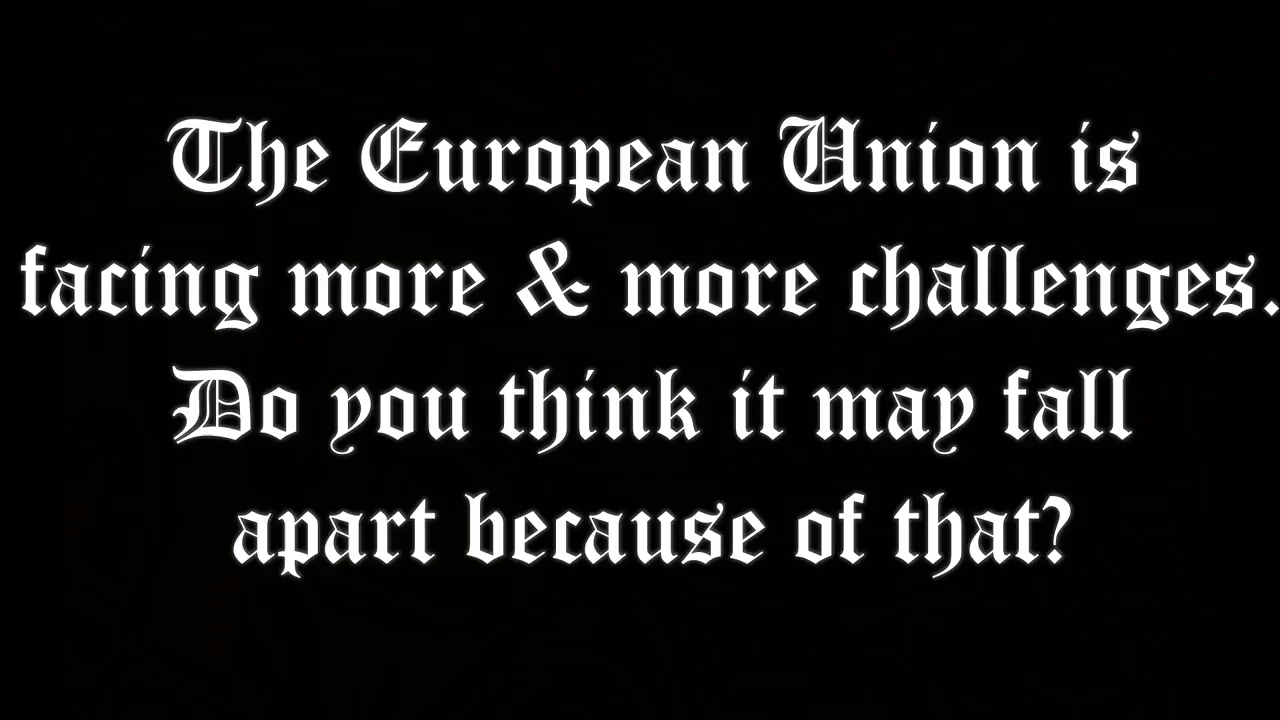 The European Union is
facing more & more challenges.
Do you think it may fall
apart because of that?